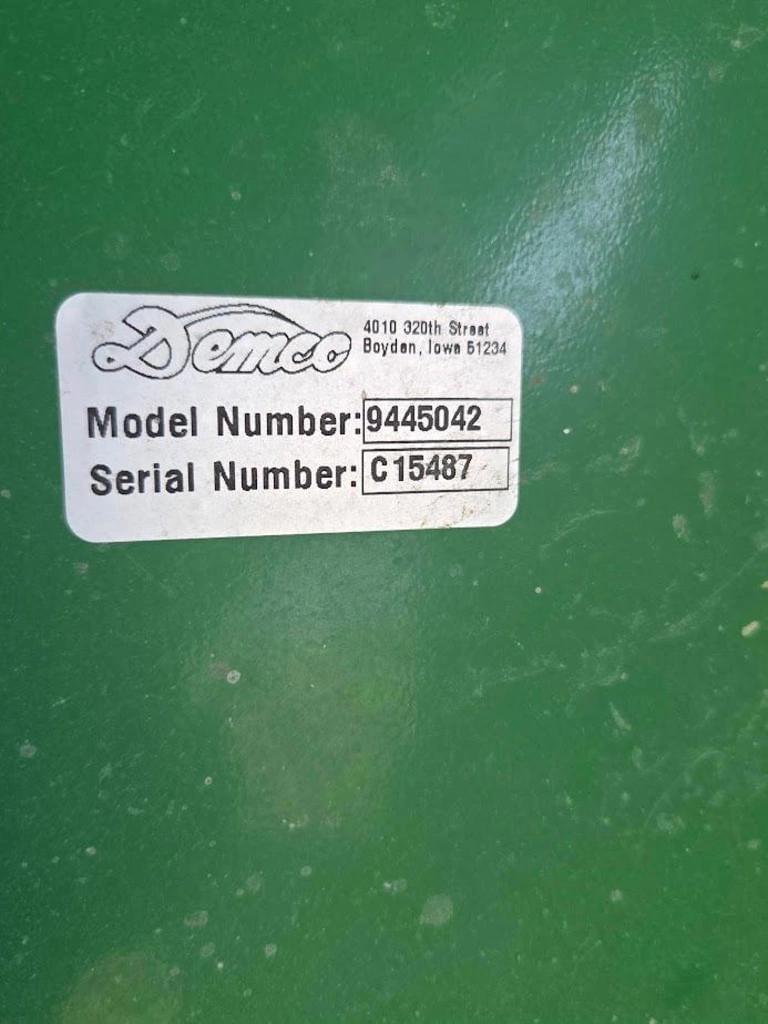 Demco
4010 320th Street
Boyden, Iowa 51234
Model Number: 9445042
Serial Number: C15487